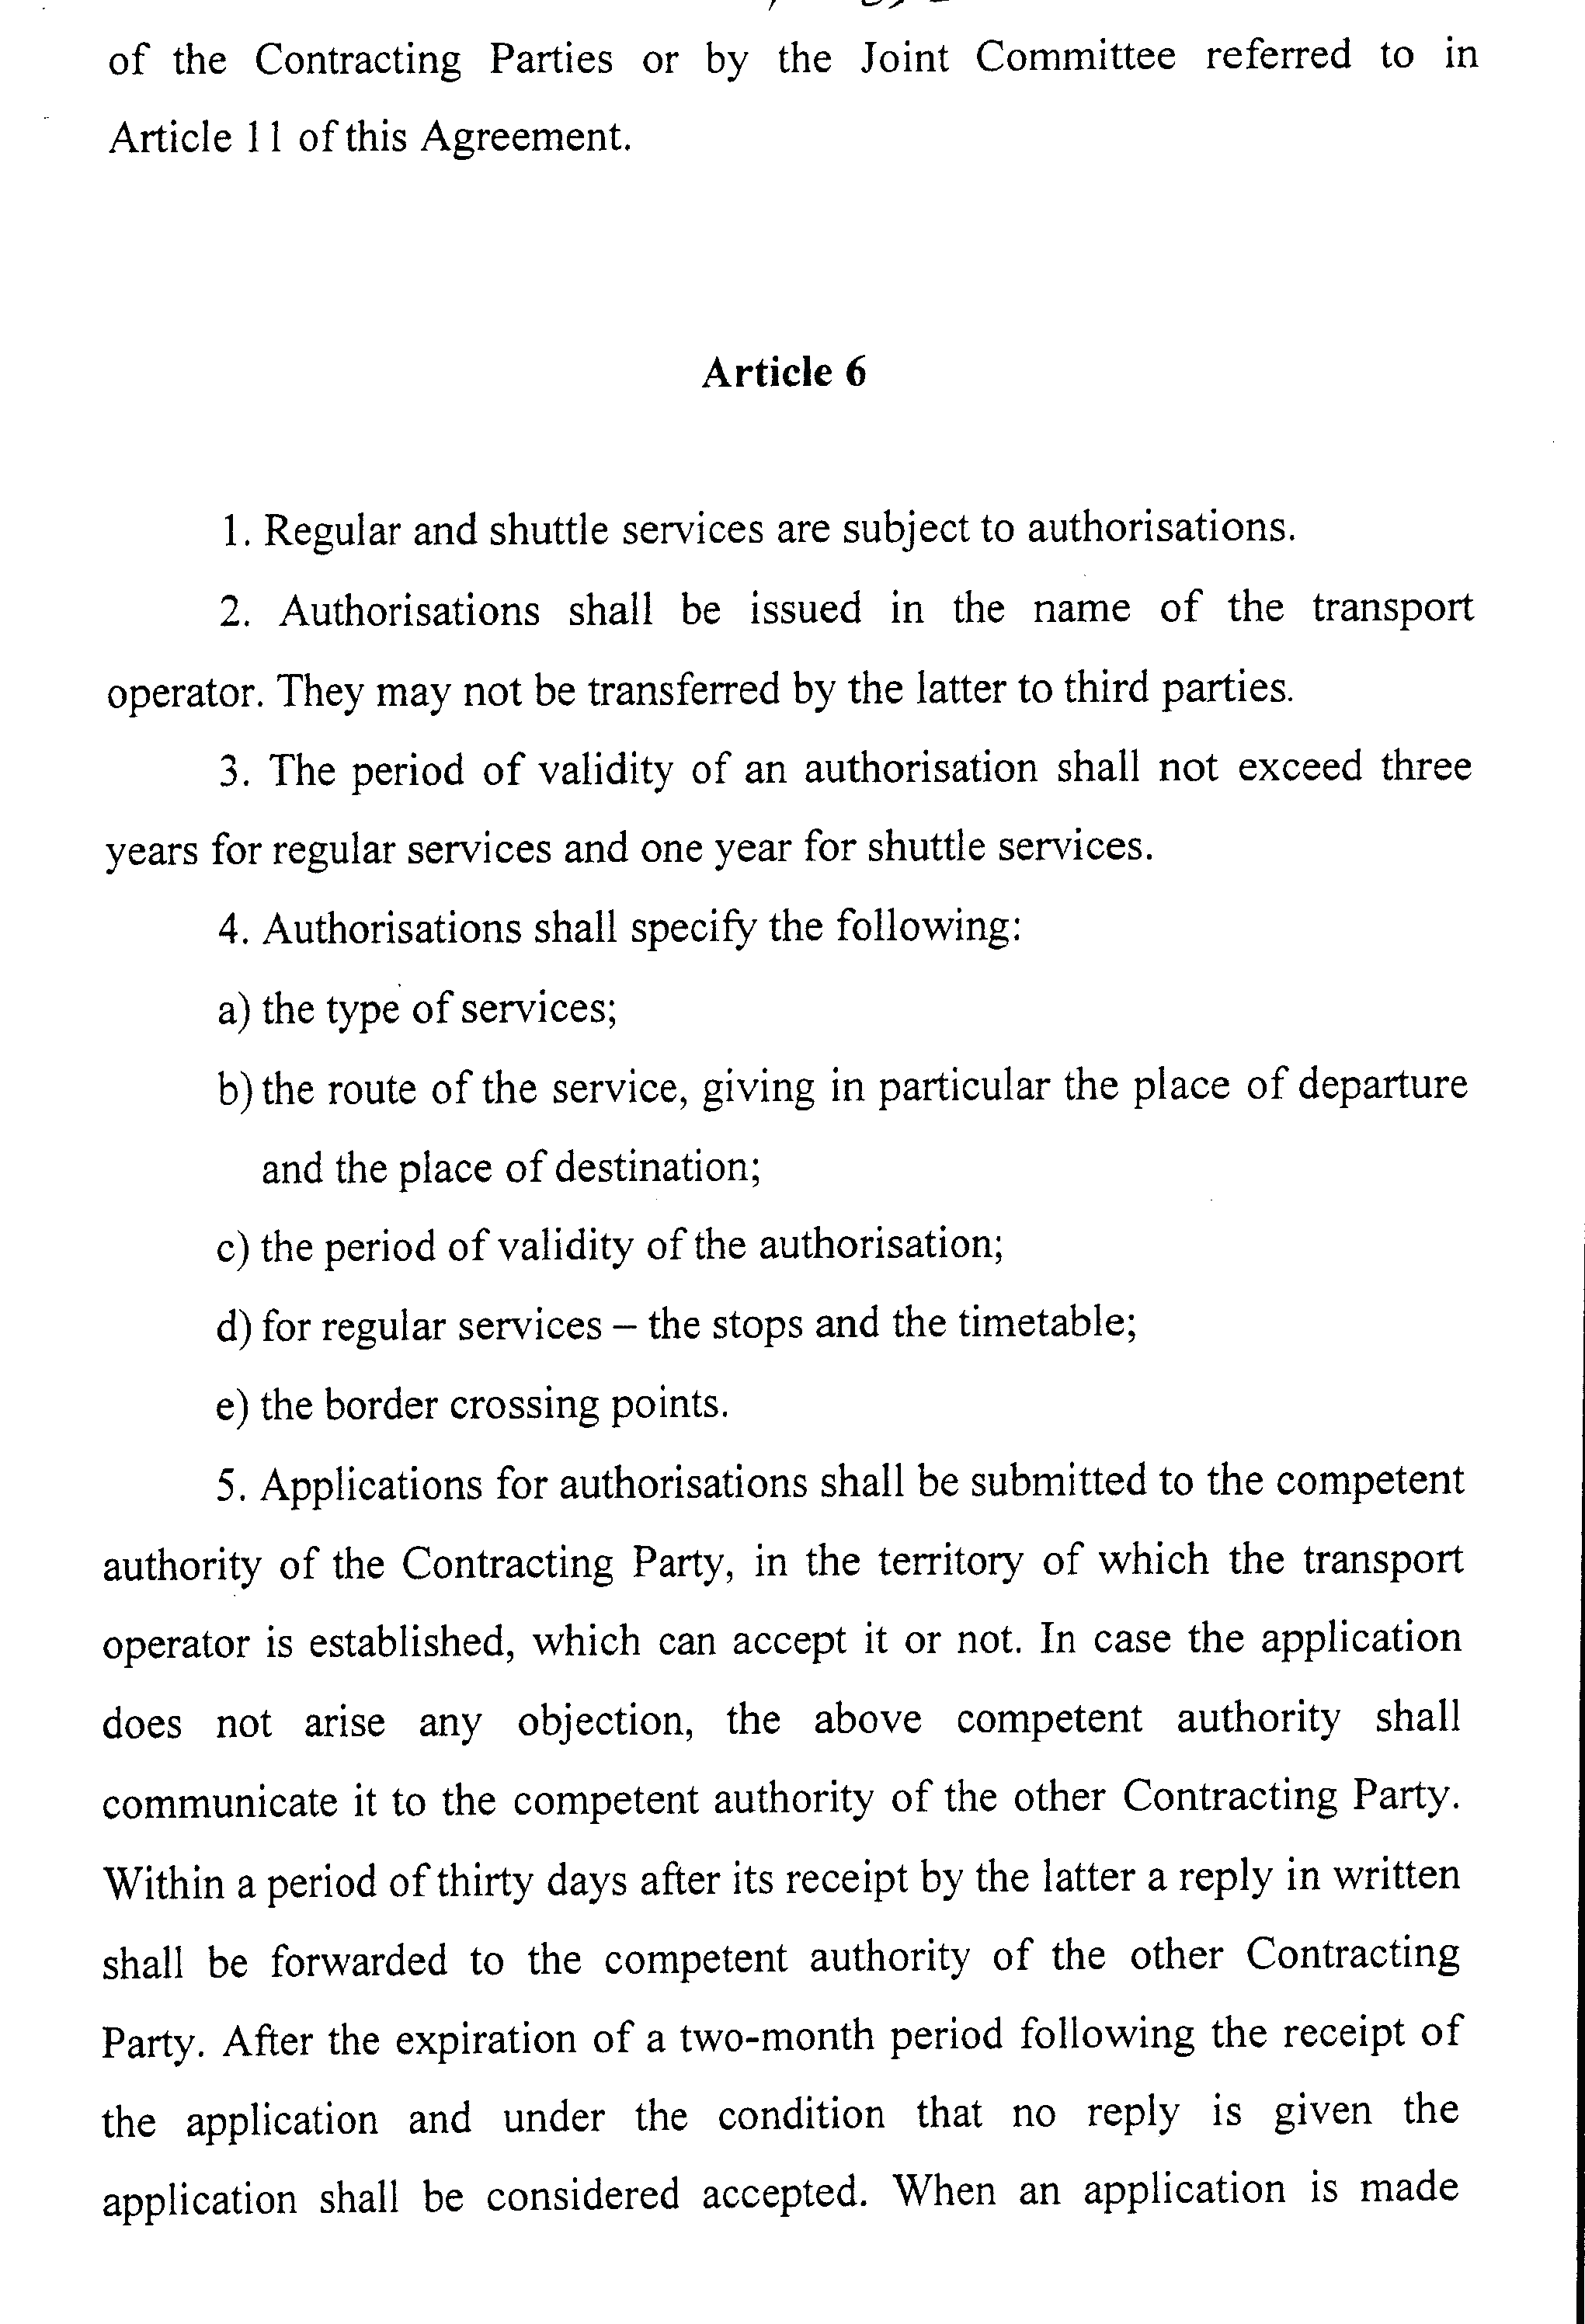 of the Contracting Parties or by the Joint Committee referred to in
Article 11 of this Agreement.
Article 6
1. Regular and shuttle services are subject to authorisations.
2. Authorisations shall be issued in the name of the transport
operator. They may not be transferred by the latter to third parties.
3. The period of validity of an authorisation shall not exceed three
years for regular services and one year for shuttle services.
4. Authorisations shall specify the following:
a) the type of services;
b) the route of the service, giving in particular the place of departure
and the place of destination;
c) the period of validity of the authorisation;
d) for regular services – the stops and the timetable;
e) the border crossing points.
5. Applications for authorisations shall be submitted to the competent
authority of the Contracting Party, in the territory of which the transport
operator is established, which can accept it or not. In case the application
does not arise any objection, the above competent authority shall
communicate it to the competent authority of the other Contracting Party.
Within a period of thirty days after its receipt by the latter a reply in written
shall be forwarded to the competent authority of the other Contracting
Party. After the expiration of a two-month period following the receipt of
the application and under the condition that no reply is given the
application shall be considered accepted. When an application is made